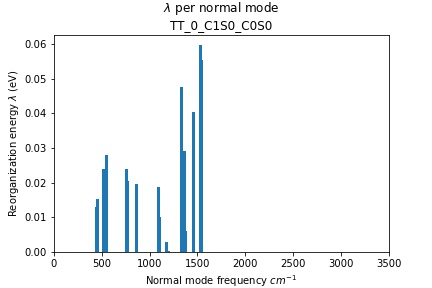 λ per normal mode
TT_0_C1S0_C0S0
0.06
0.05
0.04
0.03
0.02
0.01
0.00
Reorganization energy λ (eV)
0 500 1000 1500 2000 2500 3000 3500
Normal mode frequency cm⁻¹